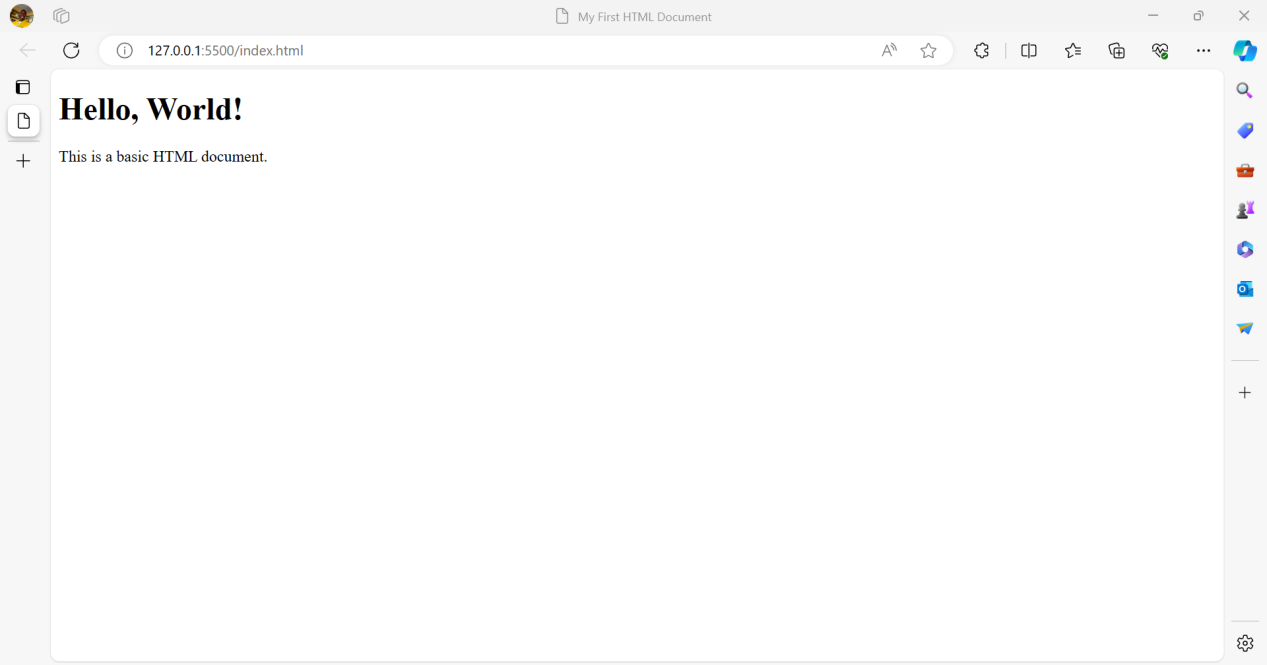 My First HTML Document
127.0.0.1:5500/index.html
Hello, World!
This is a basic HTML document.